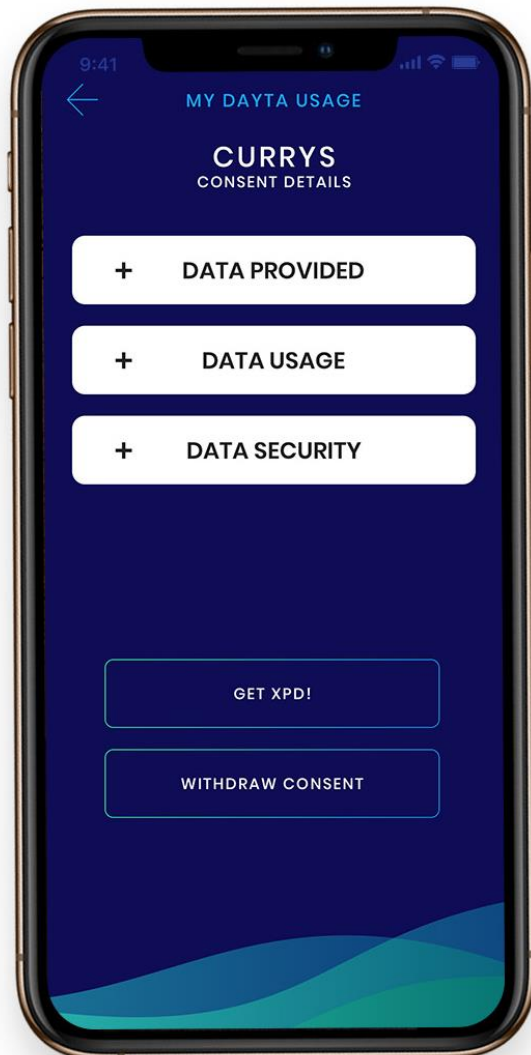 9:41
MY DAYTA USAGE
CURRYS
CONSENT DETAILS
+ DATA PROVIDED
+ DATA USAGE
+ DATA SECURITY
GET XPD!
WITHDRAW CONSENT